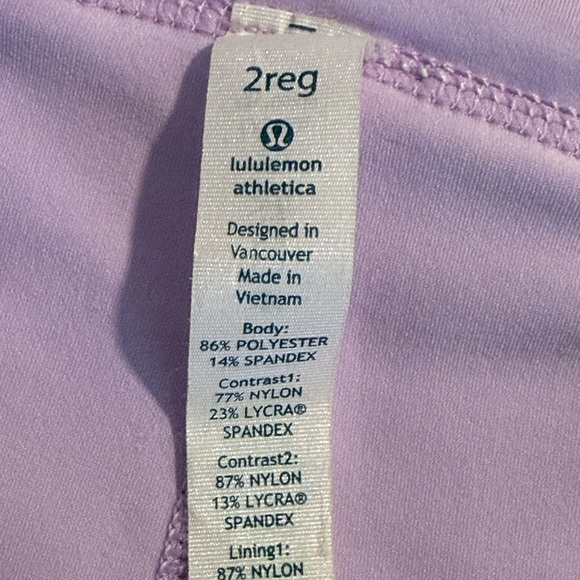 2reg
lululemon
athletica
Designed in
Vancouver
Made in
Vietnam
Body:
86% POLYESTER
14% SPANDEX
Contrast1:
77% NYLON
23% LYCRA®
SPANDEX
Contrast2:
87% NYLON
13% LYCRA®
SPANDEX
Lining1:
87% NYLON